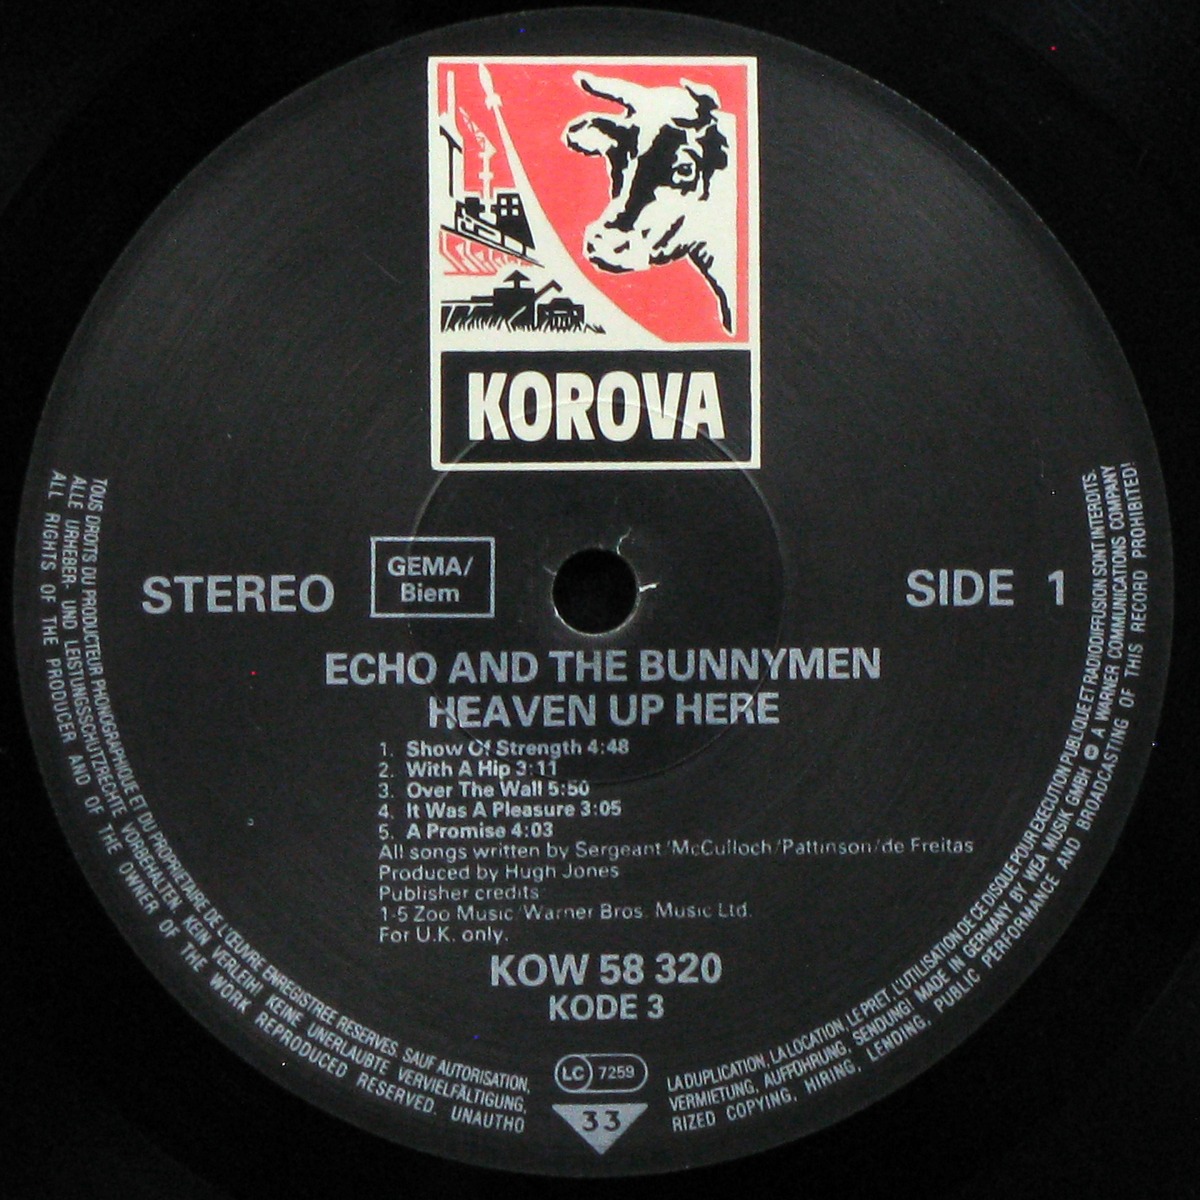 KOROVA
STEREO
GEMA/
Biem
SIDE 1
ECHO AND THE BUNNYMEN
HEAVEN UP HERE
1. Show Of Strength 4:48
2. With A Hip 3:11
3. Over The Wall 5:50
4. It Was A Pleasure 3:05
5. A Promise 4:03
All songs written by Sergeant/McCulloch/Pattinson/de Freitas
Produced by Hugh Jones
Publisher credits
1-5 Zoo Music/Warner Bros. Music Ltd.
For U.K. only.
KOW 58 320
KODE 3
LC 7259
33
TOUS DROITS DU PRODUCTEUR PHONOGRAPHIQUE ET DU PROPRIETAIRE DE L'ŒUVRE ENREGISTREE RESERVES. SAUF AUTORISATION, LA DUPLICATION, LA LOCATION, LE PRET, L'UTILISATION DE CE DISQUE POUR EXECUTION PUBLIQUE ET RADIODIFFUSION SONT INTERDITS.
ALLE URHEBER- UND LEISTUNGSSCHUTZRECHTE VORBEHALTEN. KEIN VERLEIH! KEINE UNERLAUBTE VERVIELFÄLTIGUNG, VERMIETUNG, AUFFÜHRUNG, SENDUNG! MADE IN GERMANY BY WEA MUSIK GMBH © A WARNER COMMUNICATIONS COMPANY
ALL RIGHTS OF THE PRODUCER AND OF THE OWNER OF THE WORK REPRODUCED RESERVED. UNAUTHORIZED COPYING, HIRING, LENDING, PUBLIC PERFORMANCE AND BROADCASTING OF THIS RECORD PROHIBITED!